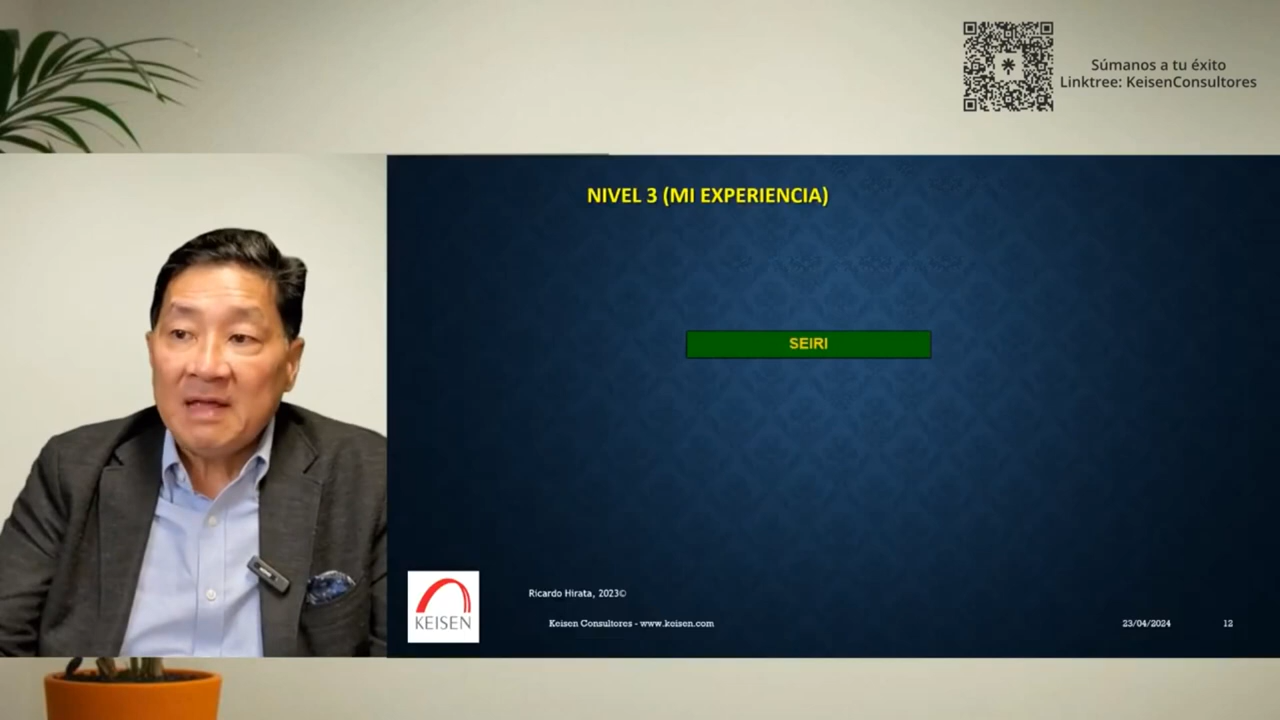 Súmanos a tu éxito
Linktree: KeisenConsultores
NIVEL 3 (MI EXPERIENCIA)
SEIRI
KEISEN
Ricardo Hirata, 2023©
Keisen Consultores - www.keisen.com
23/04/2024
12